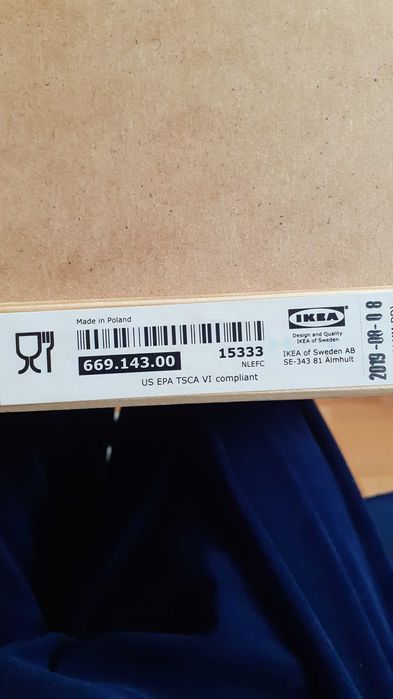 Made in Poland
669.143.00
15333
NLEFC
US EPA TSCA VI compliant
IKEA
Design and Quality
IKEA of Sweden
IKEA of Sweden AB
SE-343 81 Älmhult
2019-08-08